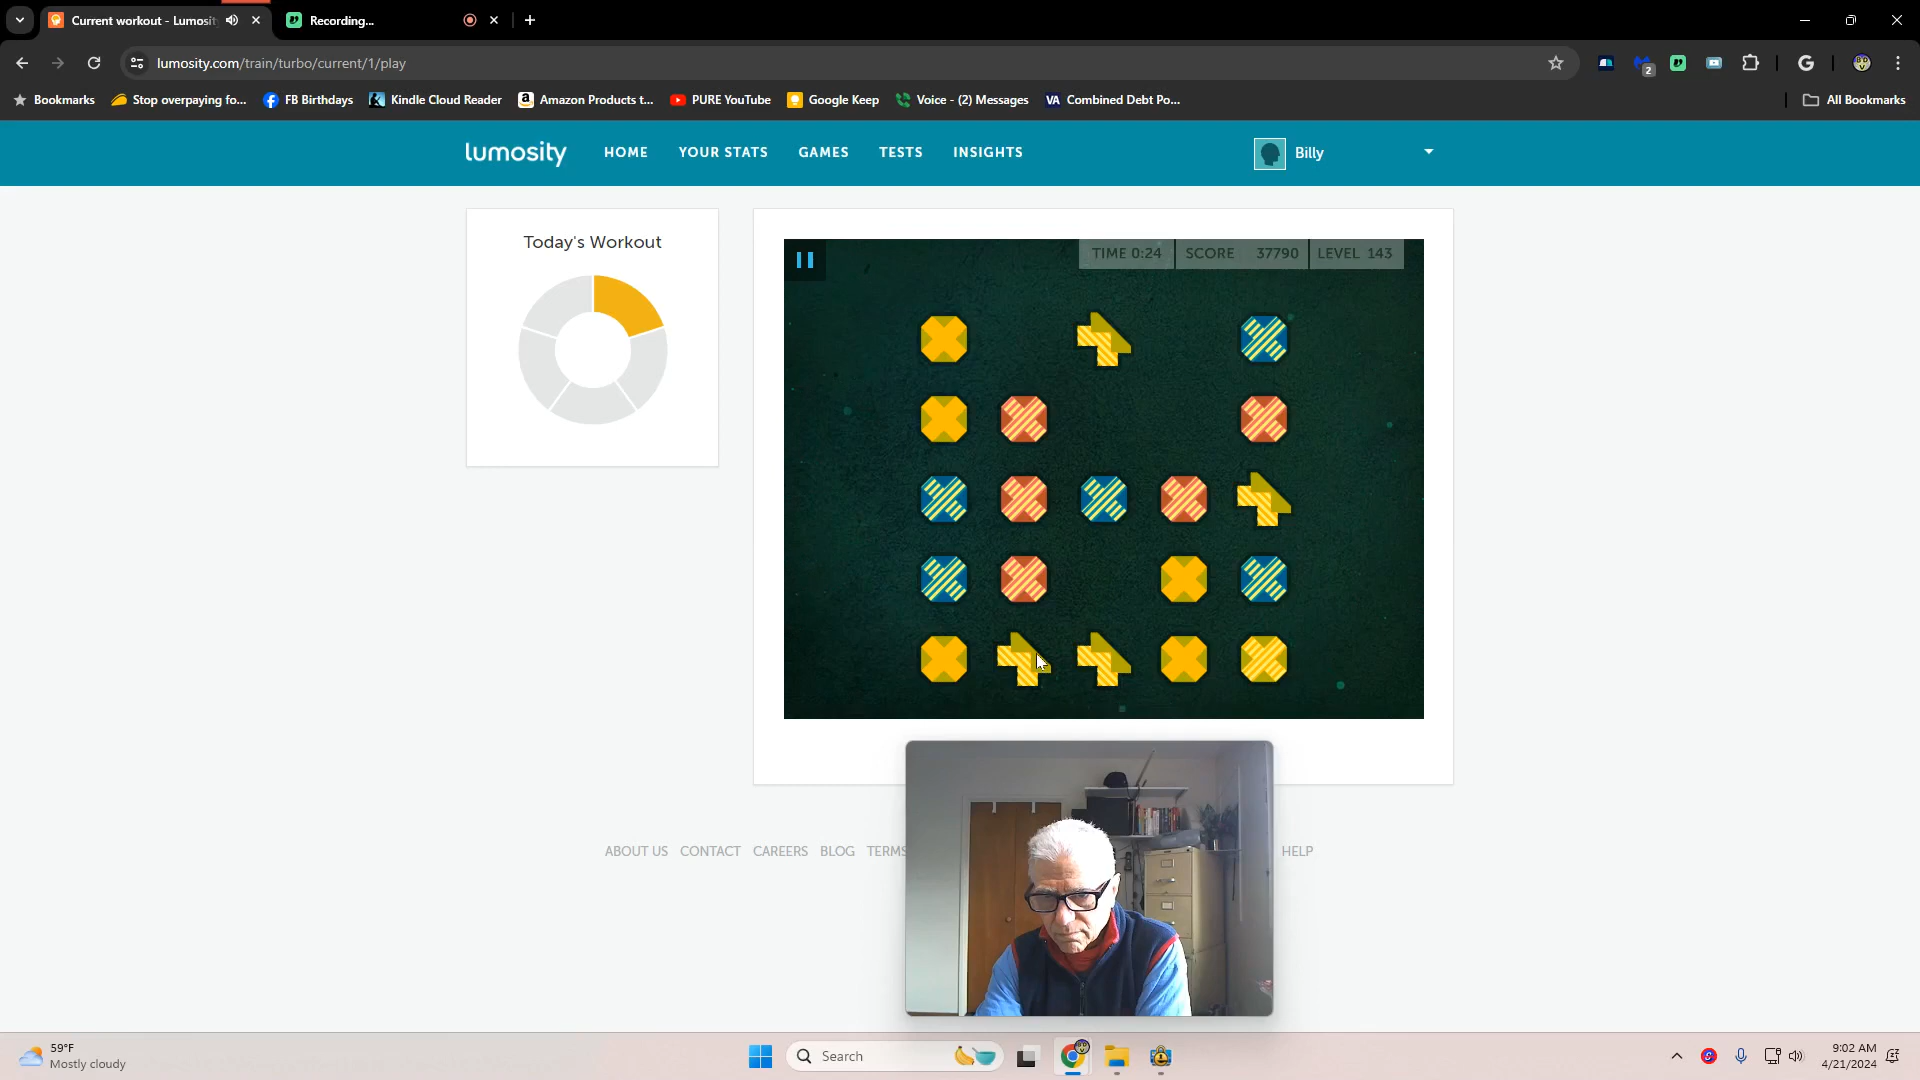 Current workout - Lumosit
Recording...
lumosity.com/train/turbo/current/1/play
2
Bookmarks
Stop overpaying fo...
FB Birthdays
Kindle Cloud Reader
Amazon Products t...
PURE YouTube
Google Keep
Voice - (2) Messages
VA Combined Debt Po...
All Bookmarks
lumosity
HOME
YOUR STATS
GAMES
TESTS
INSIGHTS
Billy
Today's Workout
TIME 0:24
SCORE 37790
LEVEL 143
ABOUT US
CONTACT
CAREERS
BLOG
TERMS
HELP
59°F
Mostly cloudy
Search
9:02 AM
4/21/2024